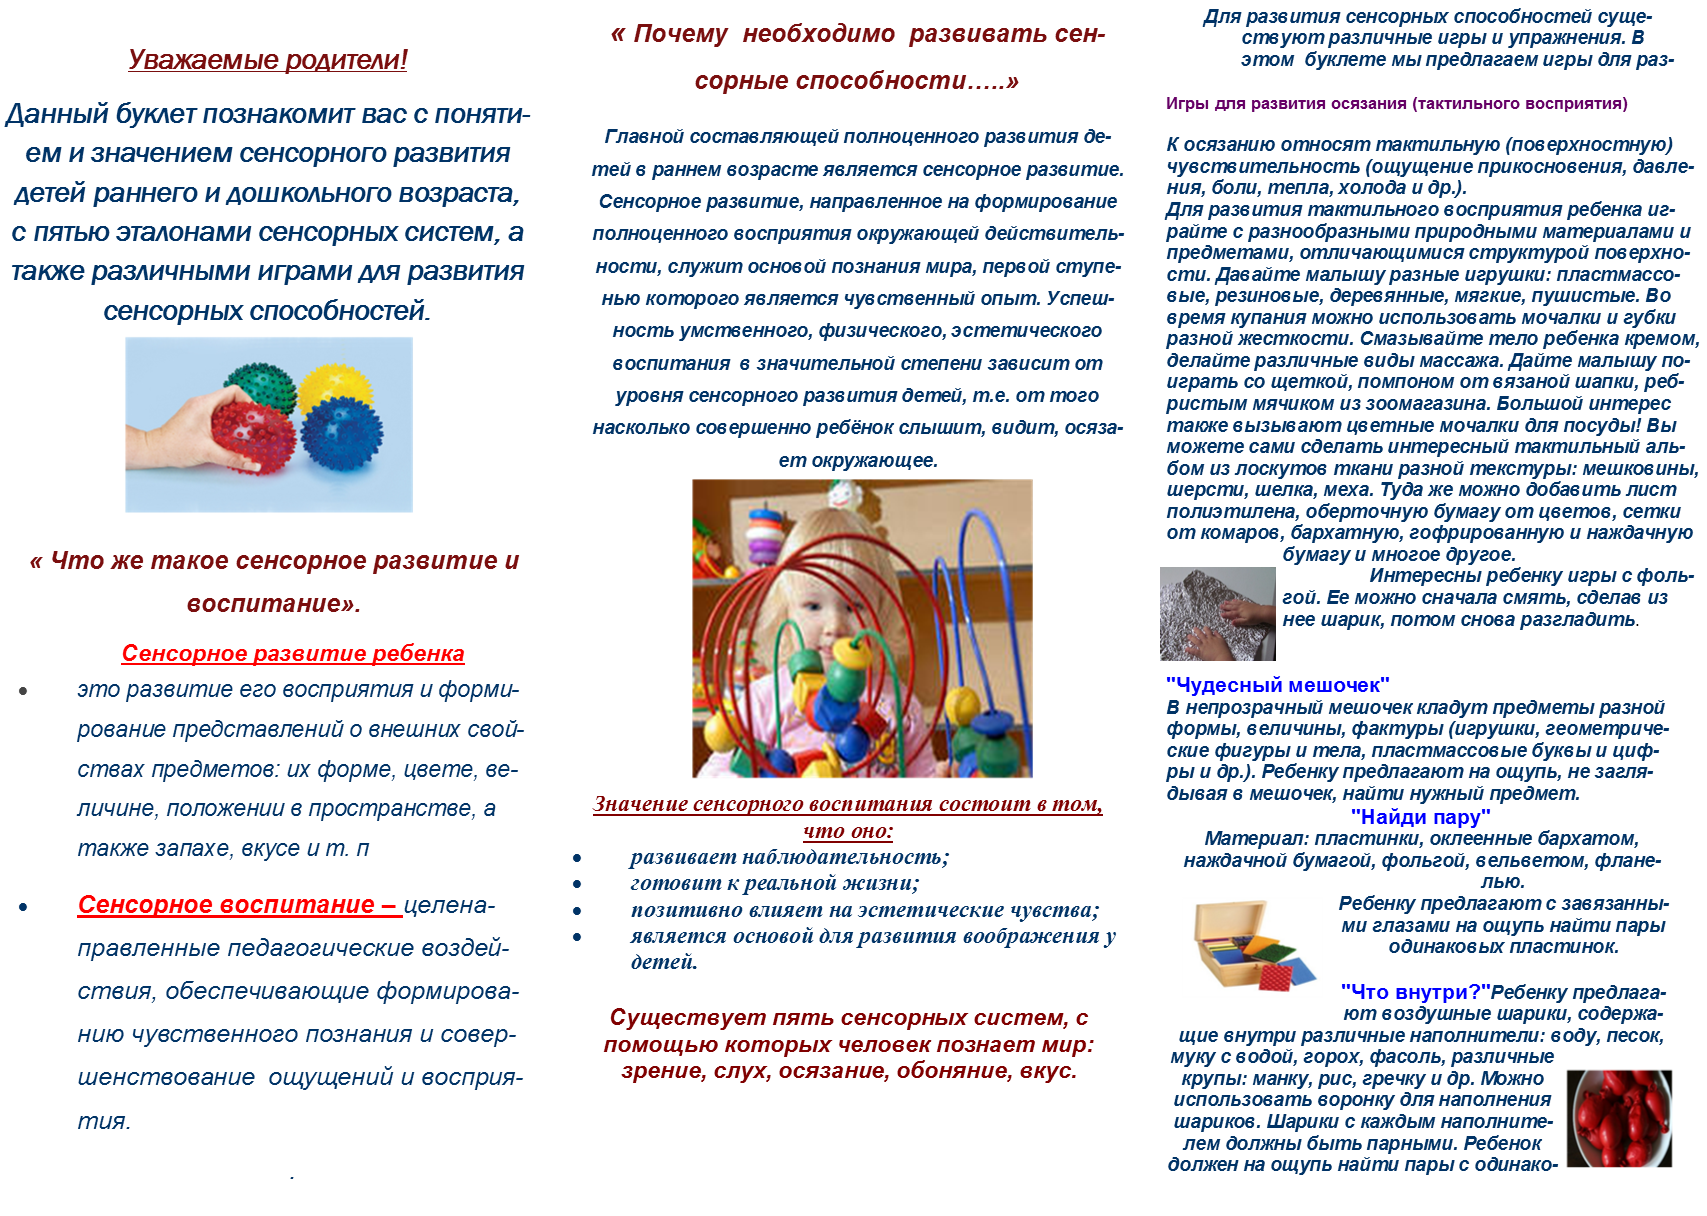 Уважаемые родители!
Данный буклет познакомит вас с поняти-
ем и значением сенсорного развития
детей раннего и дошкольного возраста,
с пятью эталонами сенсорных систем, а
также различными играми для развития
сенсорных способностей.
« Что же такое сенсорное развитие и
воспитание».
Сенсорное развитие ребенка
• это развитие его восприятия и форми-
рование представлений о внешних свой-
ствах предметов: их форме, цвете, ве-
личине, положении в пространстве, а
также запахе, вкусе и т. п
• Сенсорное воспитание – целена-
правленные педагогические воздей-
ствия, обеспечивающие формирова-
нию чувственного познания и совер-
шенствование  ощущений и восприя-
тия.
.
« Почему  необходимо  развивать сен-
сорные способности…..»
Главной составляющей полноценного развития де-
тей в раннем возрасте является сенсорное развитие.
Сенсорное развитие, направленное на формирование
полноценного восприятия окружающей действитель-
ности, служит основой познания мира, первой ступе-
нью которого является чувственный опыт. Успеш-
ность умственного, физического, эстетического
воспитания  в значительной степени зависит от
уровня сенсорного развития детей, т.е. от того
насколько совершенно ребёнок слышит, видит, осяза-
ет окружающее.
Значение сенсорного воспитания состоит в том,
что оно:
• развивает наблюдательность;
• готовит к реальной жизни;
• позитивно влияет на эстетические чувства;
• является основой для развития воображения у
детей.
Существует пять сенсорных систем, с
помощью которых человек познает мир:
зрение, слух, осязание, обоняние, вкус.
Для развития сенсорных способностей суще-
ствуют различные игры и упражнения. В
этом  буклете мы предлагаем игры для раз-
Игры для развития осязания (тактильного восприятия)
К осязанию относят тактильную (поверхностную)
чувствительность (ощущение прикосновения, давле-
ния, боли, тепла, холода и др.).
Для развития тактильного восприятия ребенка иг-
райте с разнообразными природными материалами и
предметами, отличающимися структурой поверхно-
сти. Давайте малышу разные игрушки: пластмассо-
вые, резиновые, деревянные, мягкие, пушистые. Во
время купания можно использовать мочалки и губки
разной жесткости. Смазывайте тело ребенка кремом,
делайте различные виды массажа. Дайте малышу по-
играть со щеткой, помпоном от вязаной шапки, реб-
ристым мячиком из зоомагазина. Большой интерес
также вызывают цветные мочалки для посуды! Вы
можете сами сделать интересный тактильный аль-
бом из лоскутов ткани разной текстуры: мешковины,
шерсти, шелка, меха. Туда же можно добавить лист
полиэтилена, оберточную бумагу от цветов, сетки
от комаров, бархатную, гофрированную и наждачную
бумагу и многое другое.
Интересны ребенку игры с фоль-
гой. Ее можно сначала смять, сделав из
нее шарик, потом снова разгладить.
"Чудесный мешочек"
В непрозрачный мешочек кладут предметы разной
формы, величины, фактуры (игрушки, геометриче-
ские фигуры и тела, пластмассовые буквы и циф-
ры и др.). Ребенку предлагают на ощупь, не загля-
дывая в мешочек, найти нужный предмет.
"Найди пару"
Материал: пластинки, оклеенные бархатом,
наждачной бумагой, фольгой, вельветом, флане-
лью.
Ребенку предлагают с завязанны-
ми глазами на ощупь найти пары
одинаковых пластинок.
"Что внутри?"Ребенку предлага-
ют воздушные шарики, содержа-
щие внутри различные наполнители: воду, песок,
муку с водой, горох, фасоль, различные
крупы: манку, рис, гречку и др. Можно
использовать воронку для наполнения
шариков. Шарики с каждым наполните-
лем должны быть парными. Ребенок
должен на ощупь найти пары с одинако-